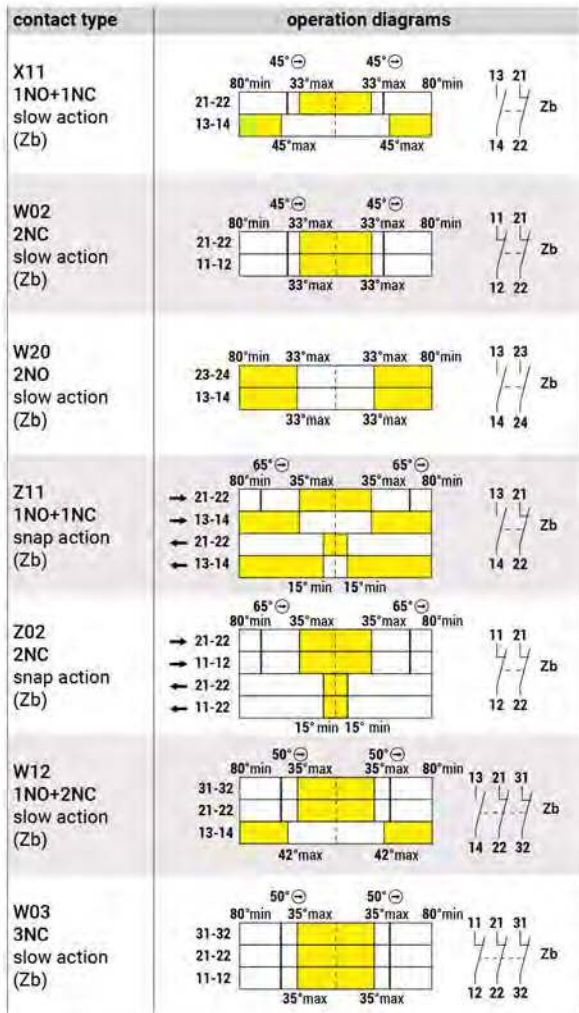 contact type operation diagrams
X11
1NO+1NC
slow action
(Zb)
45°⊖ 45°⊖
80°min 33°max 33°max 80°min
21-22
13-14
45°max 45°max
13 21
Zb
14 22
W02
2NC
slow action
(Zb)
45°⊖ 45°⊖
80°min 33°max 33°max 80°min
21-22
11-12
33°max 33°max
11 21
Zb
12 22
W20
2NO
slow action
(Zb)
80°min 33°max 33°max 80°min
23-24
13-14
33°max 33°max
13 23
Zb
14 24
Z11
1NO+1NC
snap action
(Zb)
65°⊖ 65°⊖
80°min 35°max 35°max 80°min
→ 21-22
→ 13-14
← 21-22
← 13-14
15° min 15° min
13 21
Zb
14 22
Z02
2NC
snap action
(Zb)
65°⊖ 65°⊖
80°min 35°max 35°max 80°min
→ 21-22
→ 11-12
← 21-22
← 11-22
15° min 15° min
11 21
Zb
12 22
W12
1NO+2NC
slow action
(Zb)
50°⊖ 50°⊖
80°min 35°max 35°max 80°min
31-32
21-22
13-14
42°max 42°max
13 21 31
Zb
14 22 32
W03
3NC
slow action
(Zb)
50°⊖ 50°⊖
80°min 35°max 35°max 80°min
31-32
21-22
11-12
35°max 35°max
11 21 31
Zb
12 22 32